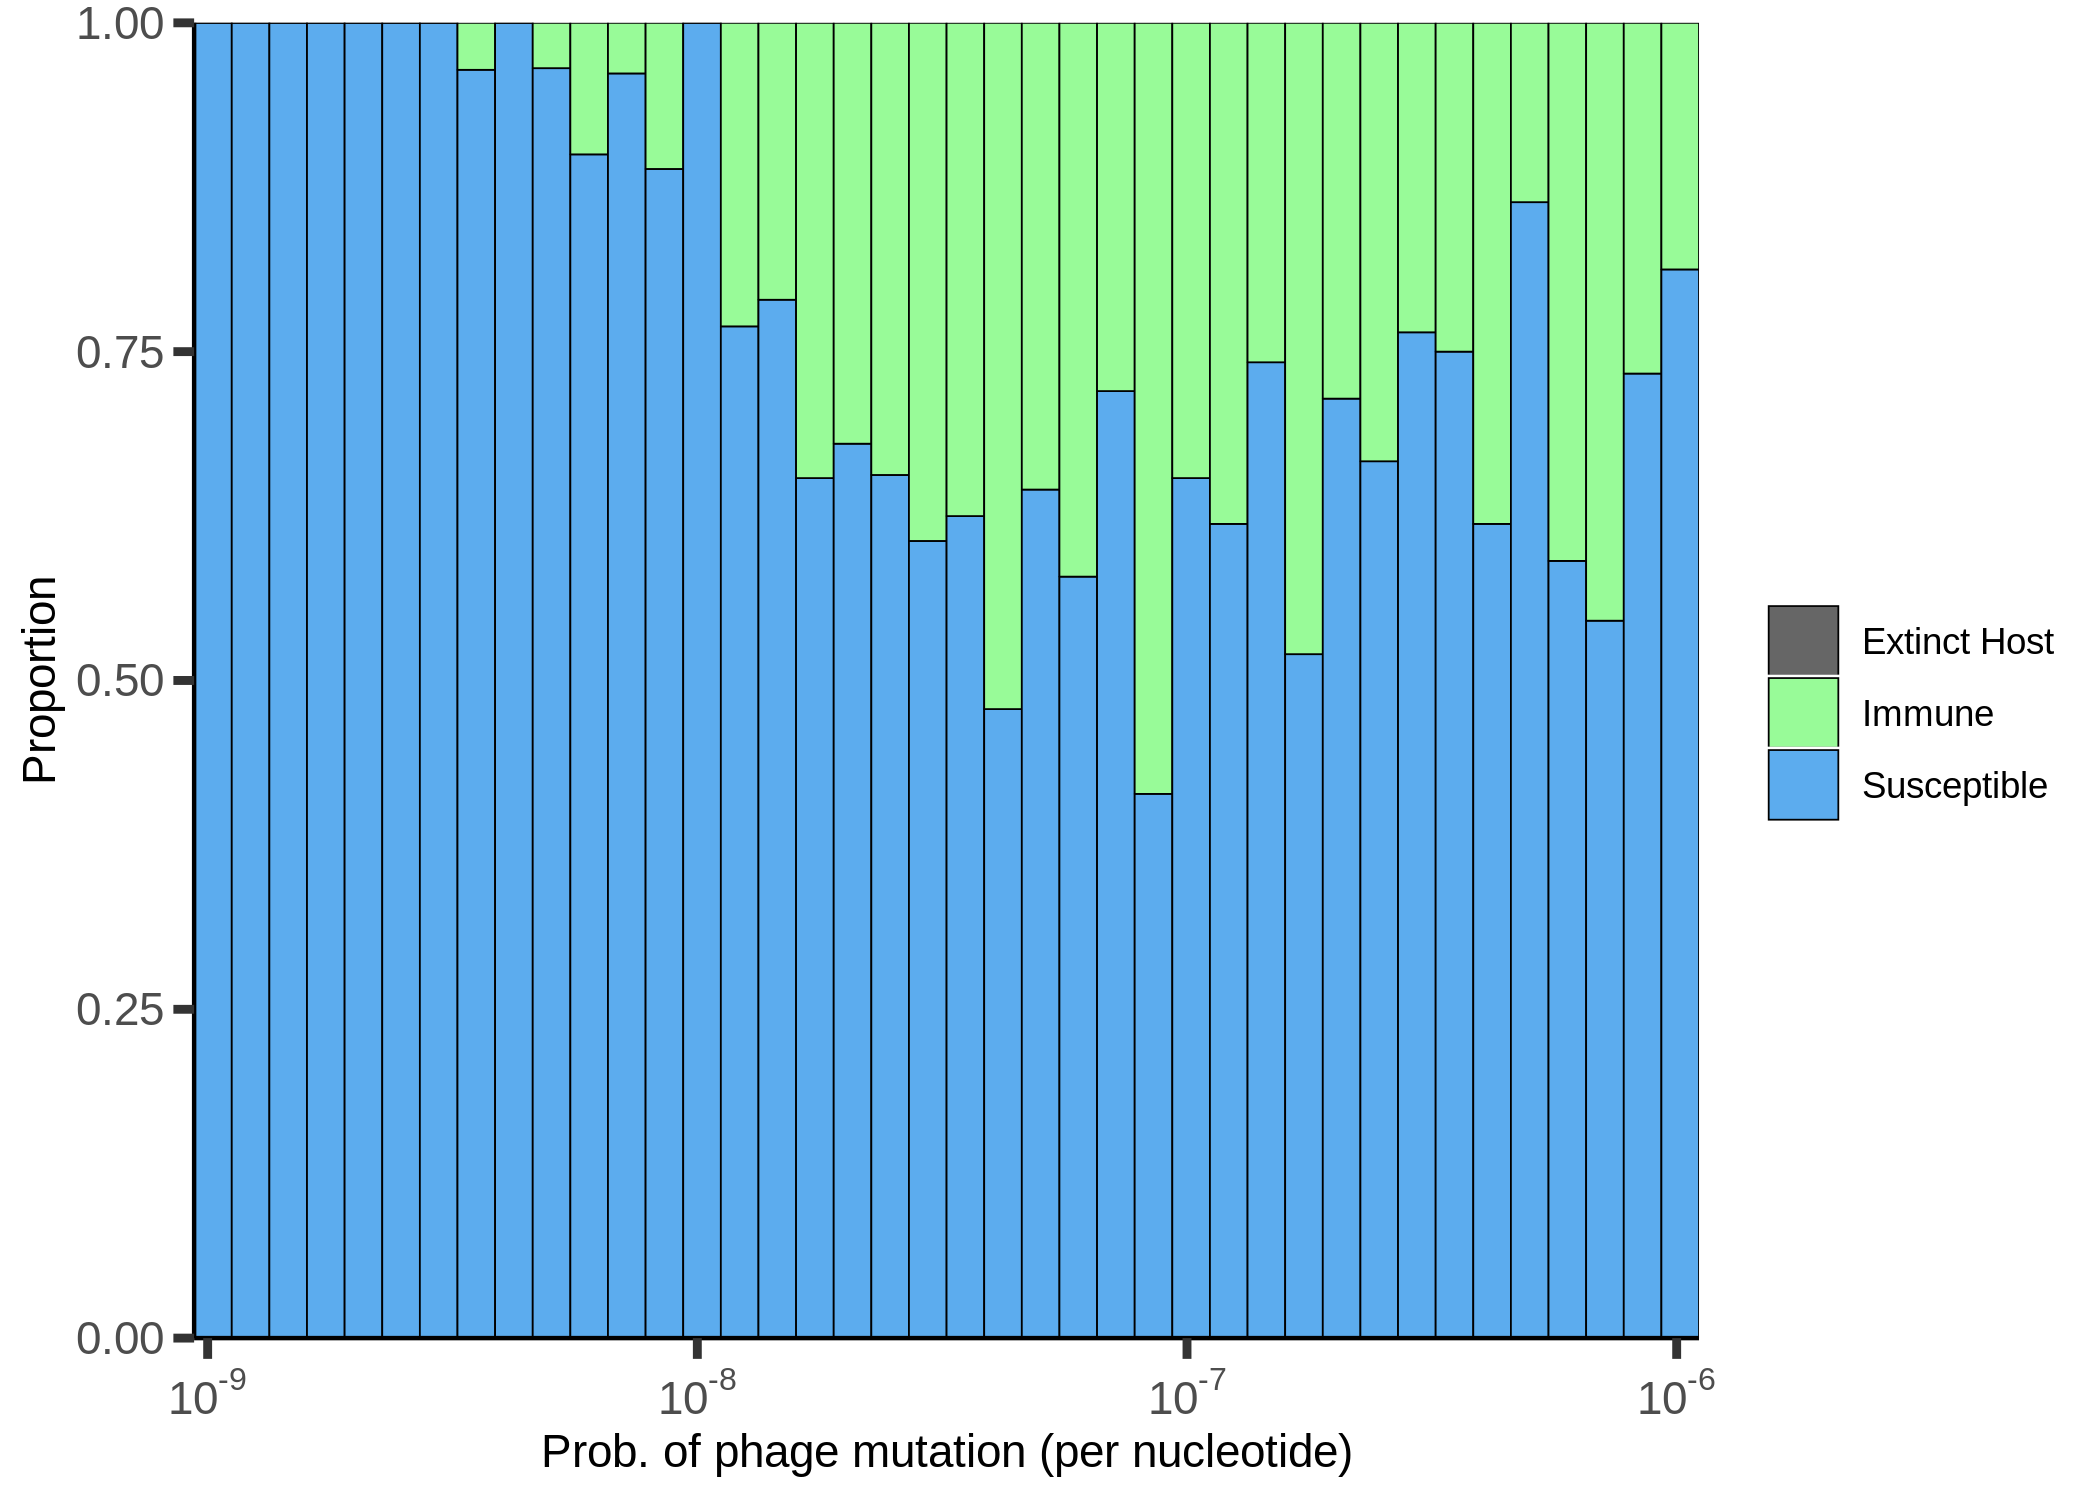 1.00
0.75
0.50
0.25
0.00
Proportion
10-9
10-8
10-7
10-6
Prob. of phage mutation (per nucleotide)
Extinct Host
Immune
Susceptible